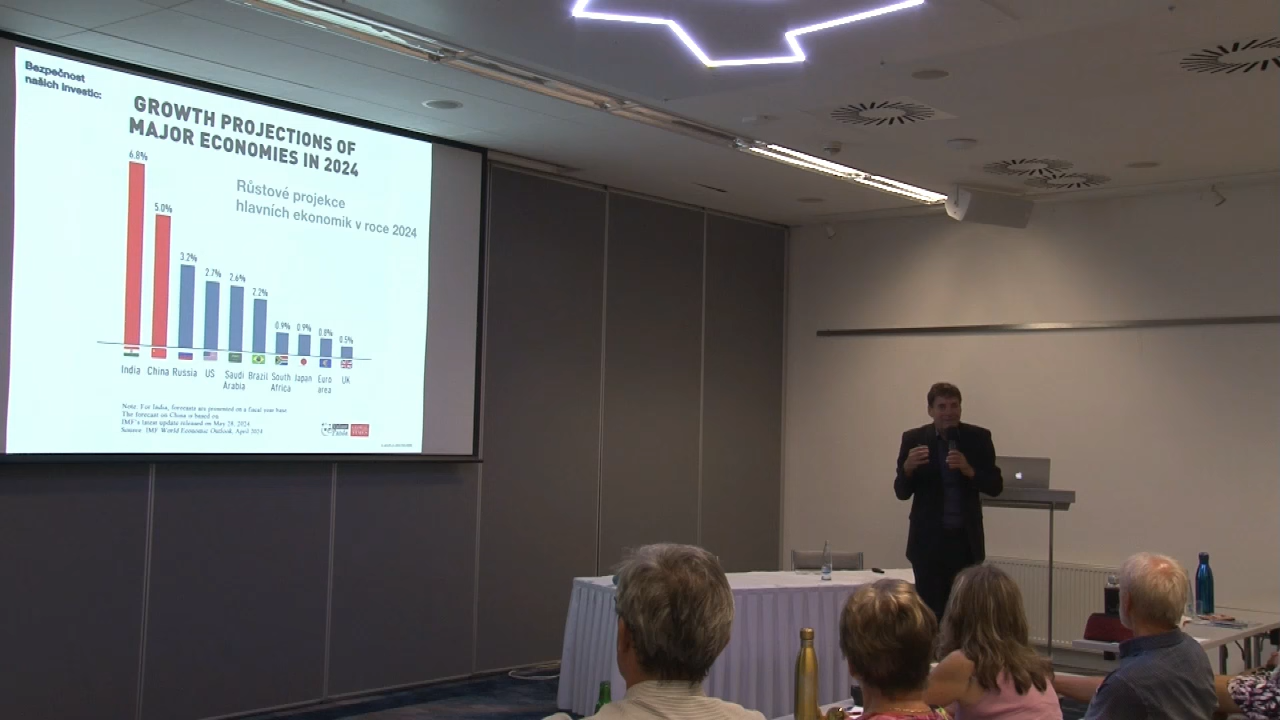 Bezpečnost
našich investic:
GROWTH PROJECTIONS OF
MAJOR ECONOMIES IN 2024
Růstové projekce
hlavních ekonomik v roce 2024
6.8%
5.0%
3.2%
2.7%
2.6%
2.2%
0.9%
0.9%
0.8%
0.5%
India
China
Russia
US
Saudi
Arabia
Brazil
South
Africa
Japan
Euro
area
UK
Note: For India, forecasts are presented on a fiscal year base.
The forecast on China is based on
IMF's latest update released on May 28, 2024
Source: IMF World Economic Outlook, April 2024